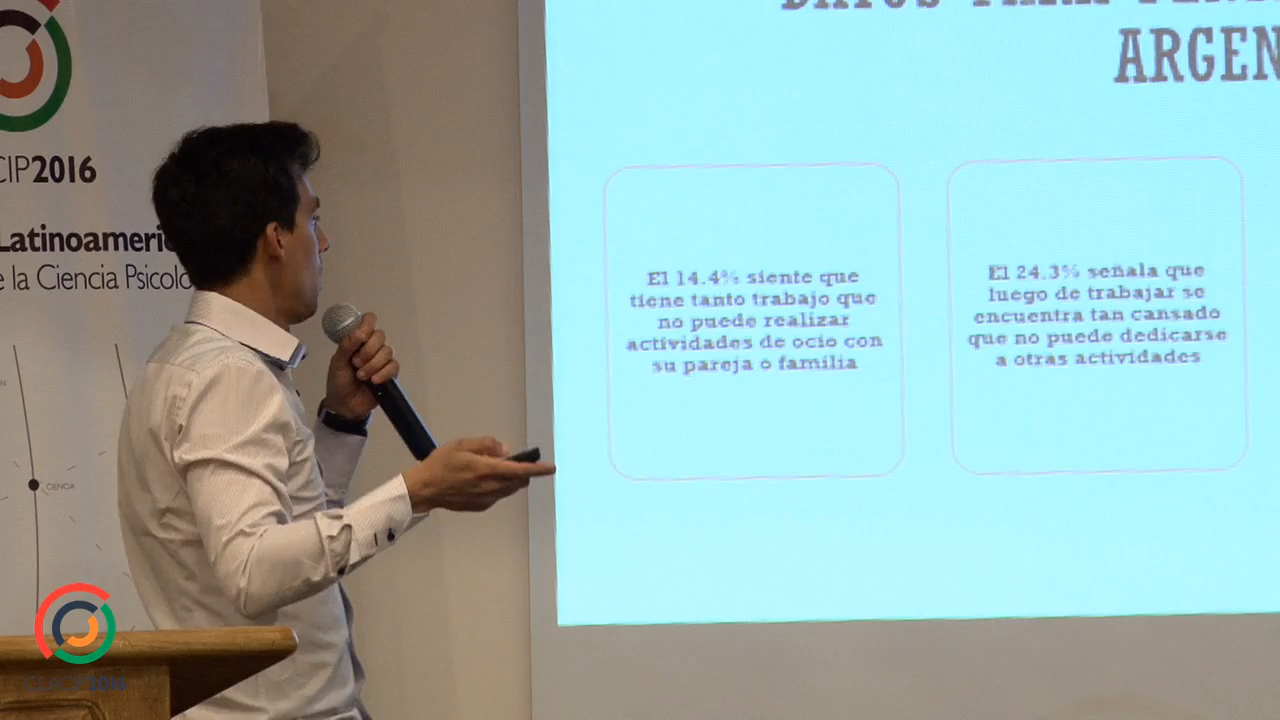 ARGEN
CIP2016
Latinoameri
e la Ciencia Psicolo
CIENCIA
El 14.4% siente que
tiene tanto trabajo que
no puede realizar
actividades de ocio con
su pareja o familia
El 24.3% señala que
luego de trabajar se
encuentra tan cansado
que no puede dedicarse
a otras actividades
CLACIP2016